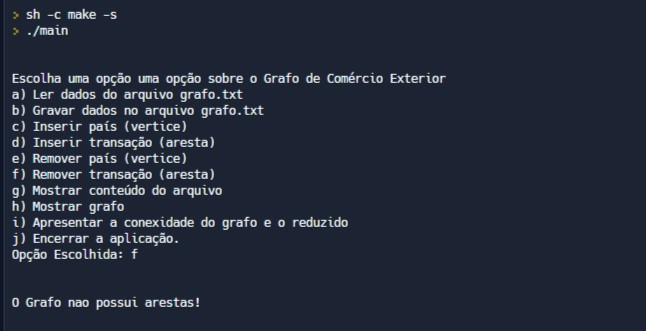 > sh -c make -s
> ./main
Escolha uma opção uma opção sobre o Grafo de Comércio Exterior
a) Ler dados do arquivo grafo.txt
b) Gravar dados no arquivo grafo.txt
c) Inserir país (vertice)
d) Inserir transação (aresta)
e) Remover país (vertice)
f) Remover transação (aresta)
g) Mostrar conteúdo do arquivo
h) Mostrar grafo
i) Apresentar a conexidade do grafo e o reduzido
j) Encerrar a aplicação.
Opção Escolhida: f
O Grafo nao possui arestas!